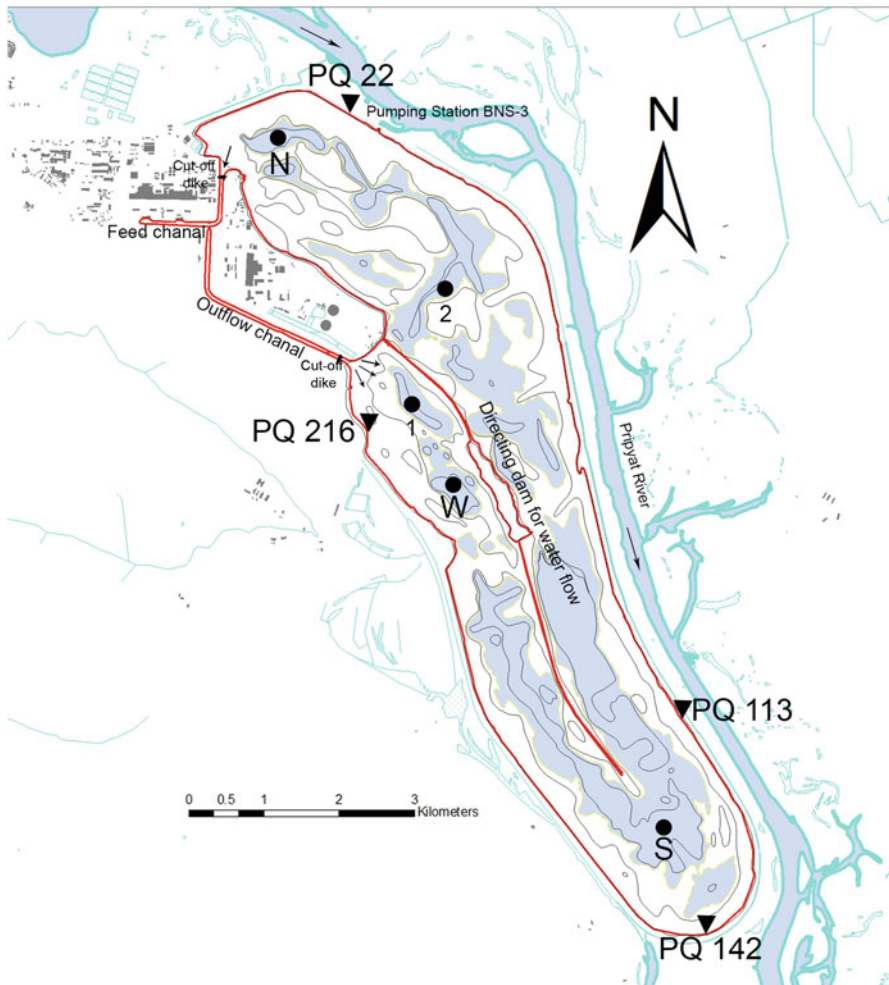 PQ 22
Pumping Station BNS-3
N
N
Cut-off
dike
Feed chanal
2
Outflow chanal
Cut-off
dike
1
PQ 216
Directing dam for water flow
Pripyat River
W
PQ 113
0 0.5 1 2 3
Kilometers
S
PQ 142